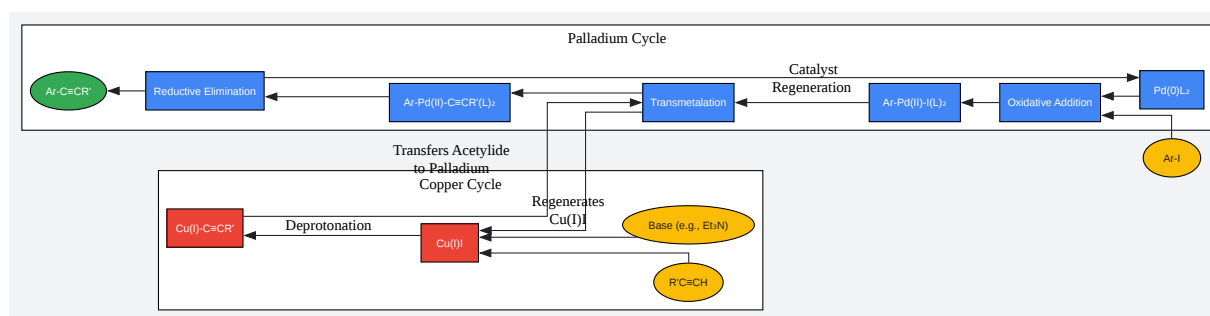 Palladium Cycle
Ar-C≡CR'
Reductive Elimination
Ar-Pd(II)-C≡CR'(L)₂
Transmetalation
Catalyst
Regeneration
Ar-Pd(II)-I(L)₂
Oxidative Addition
Pd(0)L₂
Ar-I
Transfers Acetylide
to Palladium
Copper Cycle
Cu(I)-C≡CR'
Deprotonation
Cu(I)I
Regenerates
Cu(I)I
Base (e.g., Et₃N)
R'C≡CH